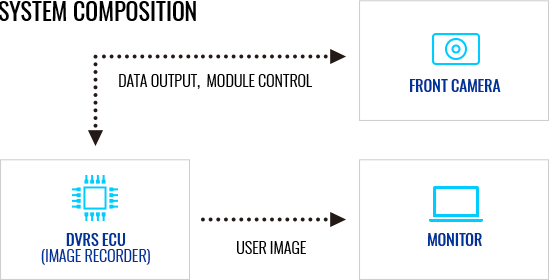 SYSTEM COMPOSITION
DATA OUTPUT, MODULE CONTROL
FRONT CAMERA
DVRS ECU
(IMAGE RECORDER)
USER IMAGE
MONITOR